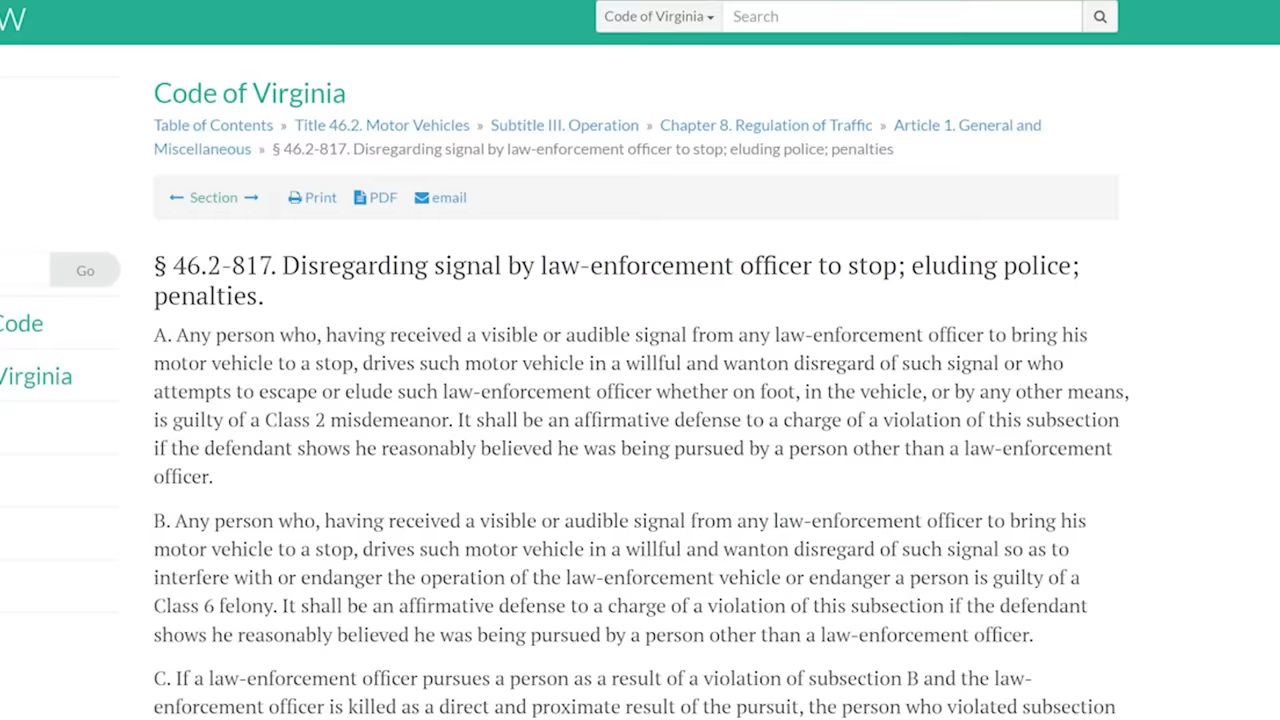 W
Code of Virginia
Search
Code of Virginia
Table of Contents » Title 46.2. Motor Vehicles » Subtitle III. Operation » Chapter 8. Regulation of Traffic » Article 1. General and
Miscellaneous » § 46.2-817. Disregarding signal by law-enforcement officer to stop; eluding police; penalties
← Section →
Print
PDF
email
Go
Code
Virginia
§ 46.2-817. Disregarding signal by law-enforcement officer to stop; eluding police;
penalties.
A. Any person who, having received a visible or audible signal from any law-enforcement officer to bring his
motor vehicle to a stop, drives such motor vehicle in a willful and wanton disregard of such signal or who
attempts to escape or elude such law-enforcement officer whether on foot, in the vehicle, or by any other means,
is guilty of a Class 2 misdemeanor. It shall be an affirmative defense to a charge of a violation of this subsection
if the defendant shows he reasonably believed he was being pursued by a person other than a law-enforcement
officer.
B. Any person who, having received a visible or audible signal from any law-enforcement officer to bring his
motor vehicle to a stop, drives such motor vehicle in a willful and wanton disregard of such signal so as to
interfere with or endanger the operation of the law-enforcement vehicle or endanger a person is guilty of a
Class 6 felony. It shall be an affirmative defense to a charge of a violation of this subsection if the defendant
shows he reasonably believed he was being pursued by a person other than a law-enforcement officer.
C. If a law-enforcement officer pursues a person as a result of a violation of subsection B and the law-
enforcement officer is killed as a direct and proximate result of the pursuit, the person who violated subsection